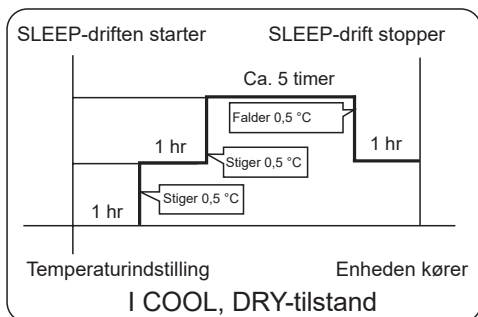 SLEEP-driften starter
SLEEP-drift stopper
Ca. 5 timer
Falder 0,5 °C
1 hr
1 hr
Stiger 0,5 °C
1 hr
Stiger 0,5 °C
Temperaturindstilling
Enheden kører
I COOL, DRY-tilstand